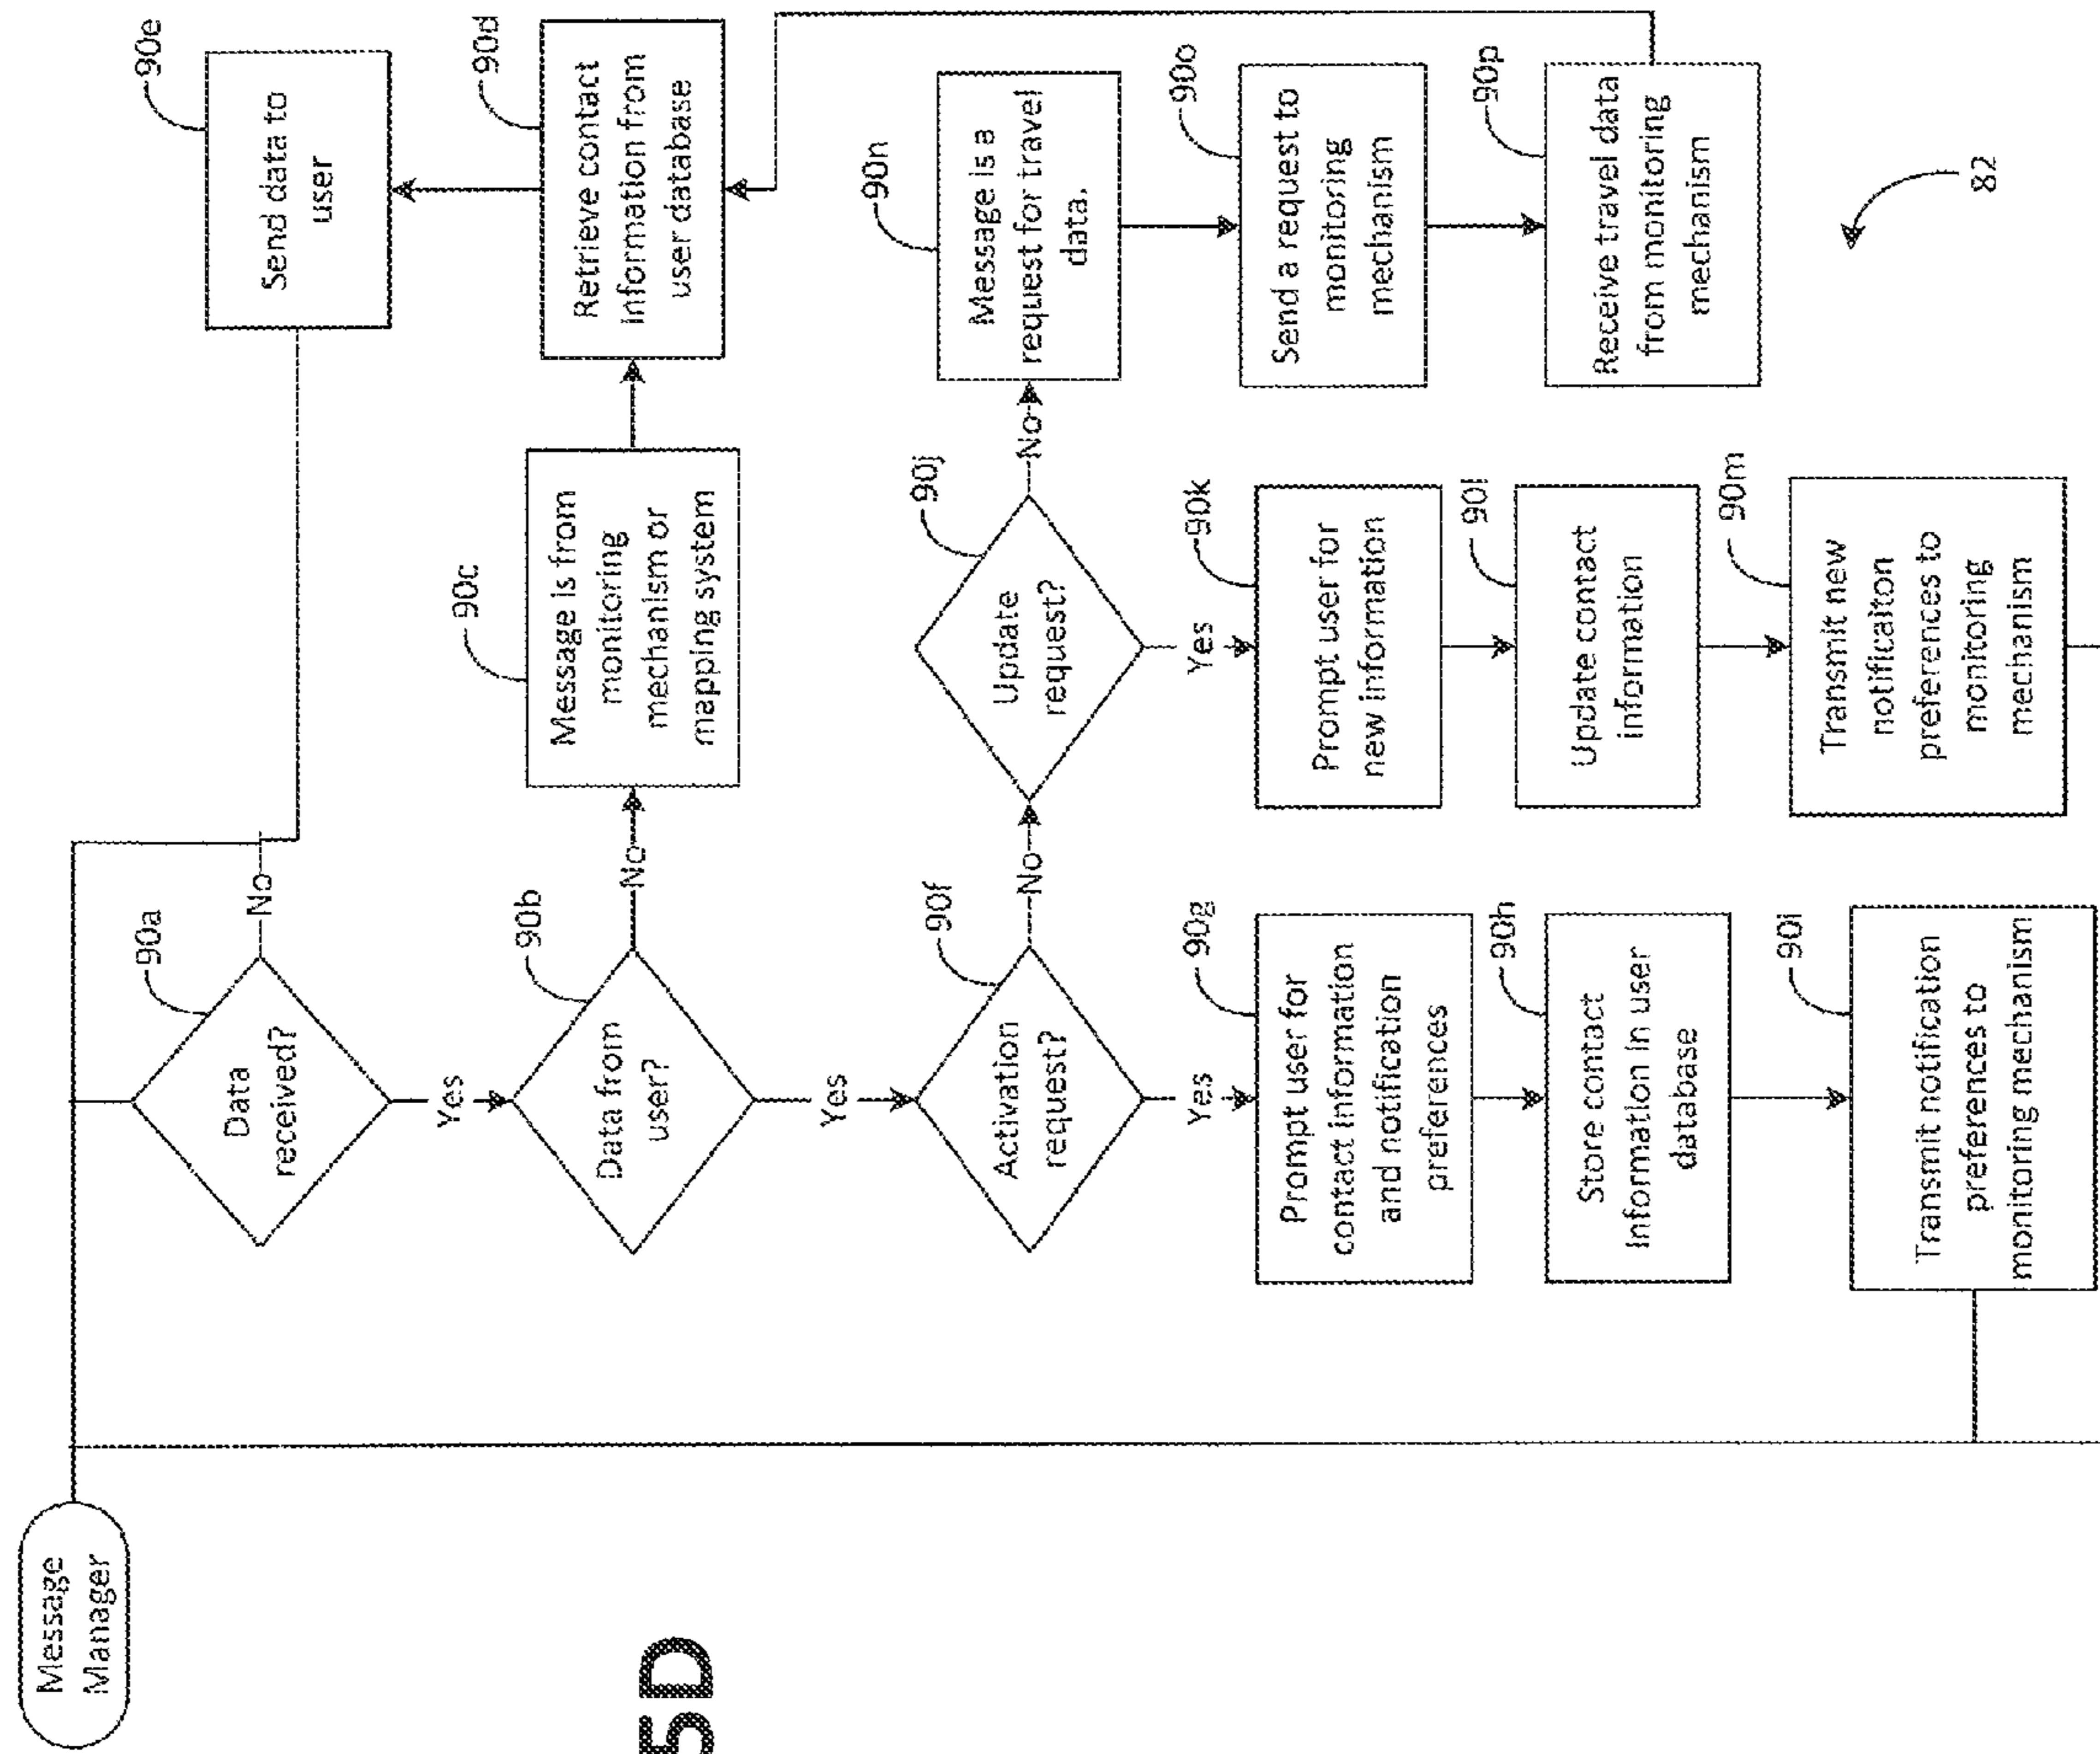 Message
Manager
90a
Data
received?
No
Yes
90e
Send data to
user
90b
Data from
user?
No
Yes
90c
Message is from
monitoring
mechanism or
mapping system
90d
Retrieve contact
information from
user database
90f
Activation
request?
No
Yes
90j
Update
request?
No
Yes
90n
Message is a
request for travel
data.
90g
Prompt user for
contact information
and notification
preferences
90k
Prompt user for
new information
90o
Send a request to
monitoring
mechanism
90h
Store contact
information in user
database
90l
Update contact
information
90p
Receive travel data
from monitoring
mechanism
90i
Transmit notification
preferences to
monitoring mechanism
90m
Transmit new
notificaiton
preferences to
monitoring
mechanism
82
5D